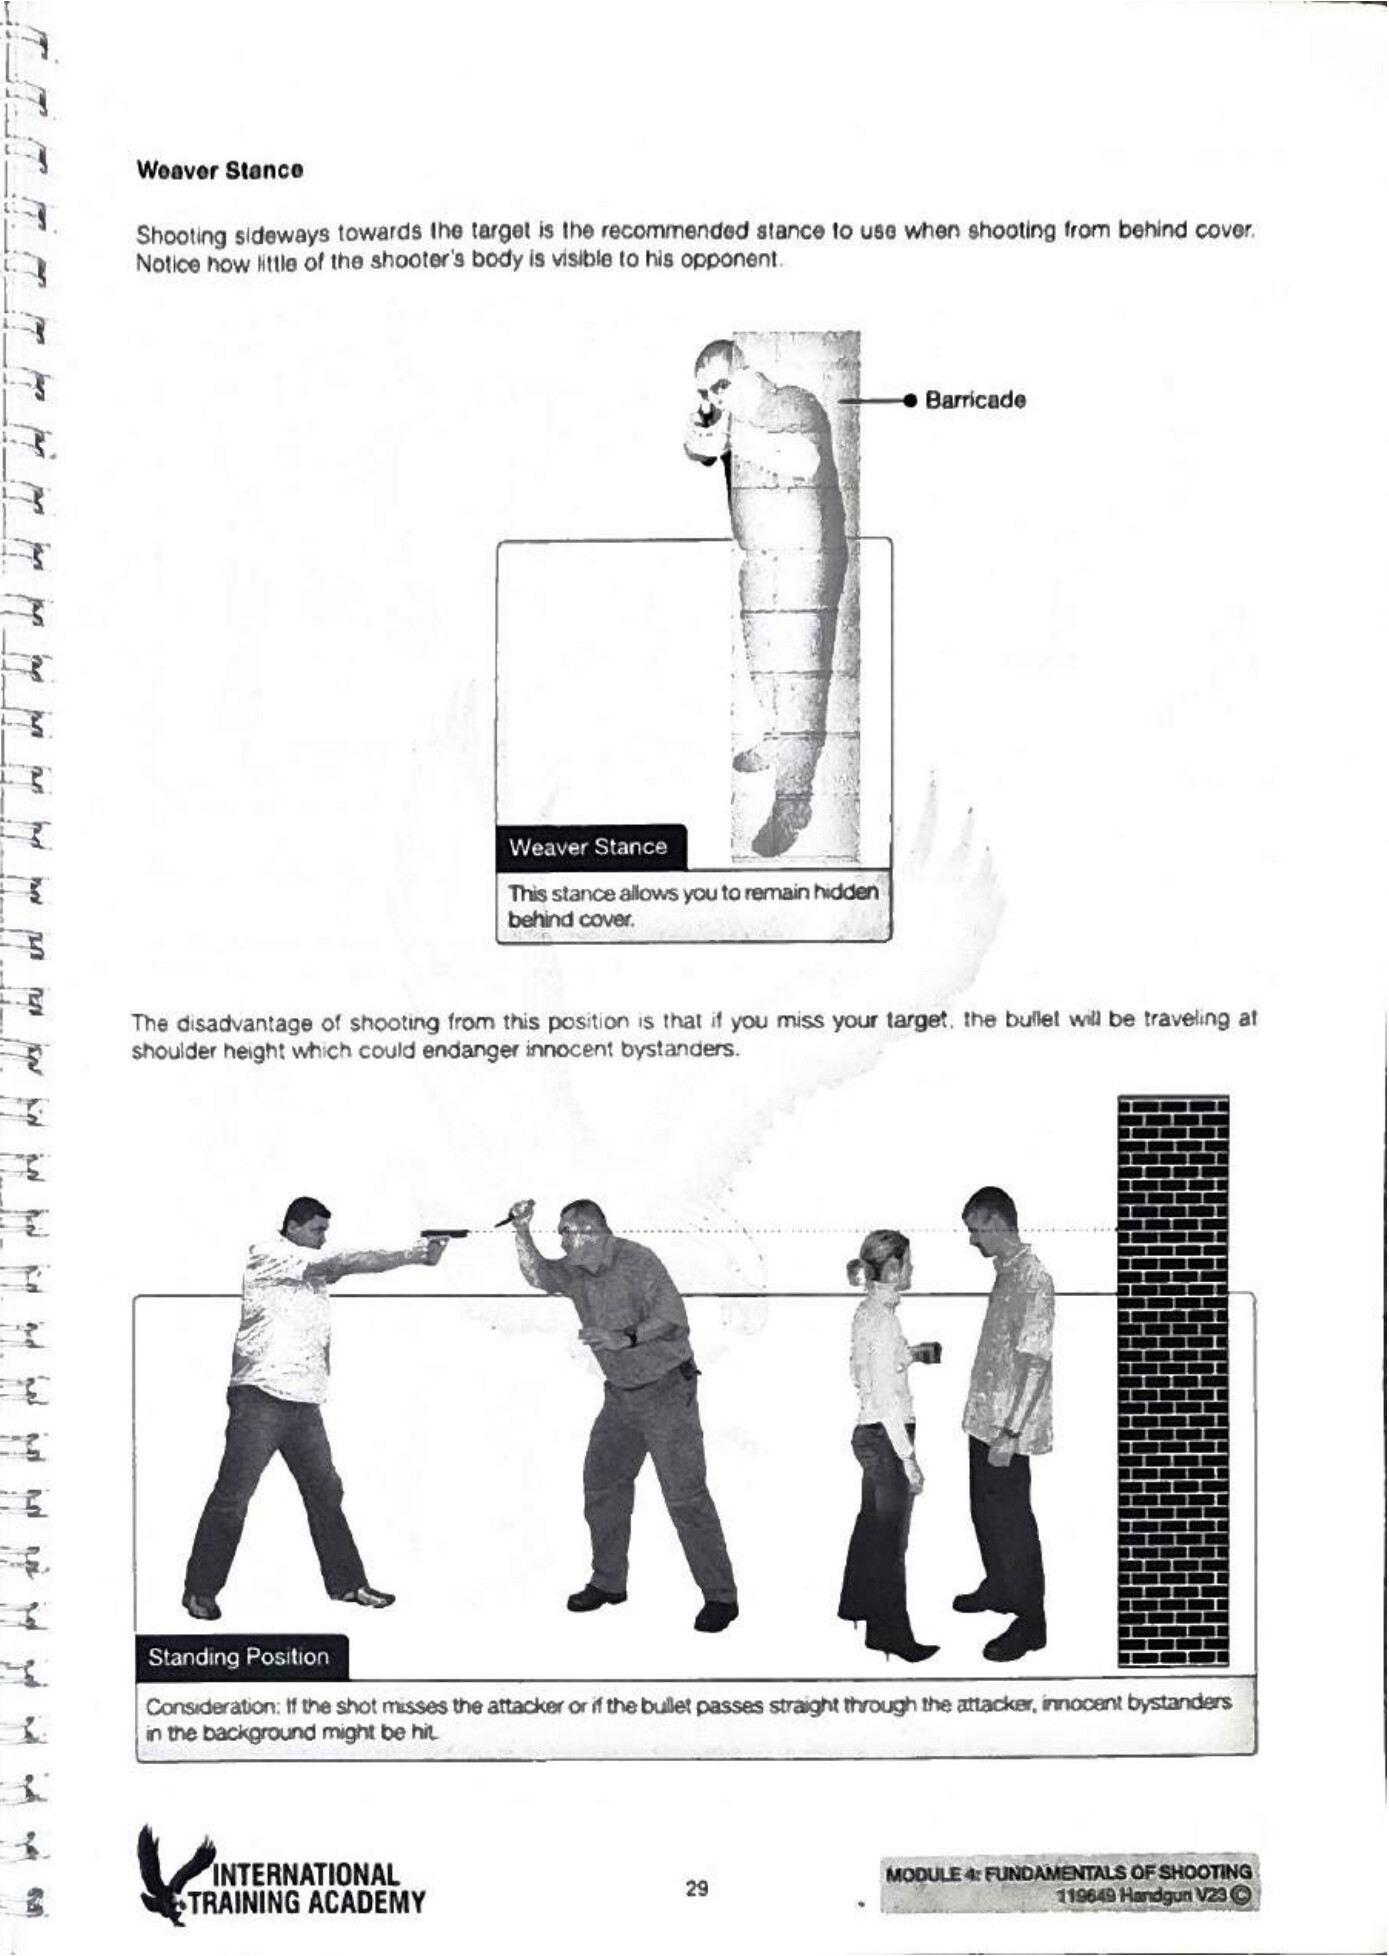 Weaver Stance
Shooting sideways towards the target is the recommended stance to use when shooting from behind cover.
Notice how little of the shooter's body is visible to his opponent.
Barricade
Weaver Stance
This stance allows you to remain hidden
behind cover.
The disadvantage of shooting from this position is that if you miss your target, the bullet will be traveling at
shoulder height which could endanger innocent bystanders.
Standing Position
Consideration: If the shot misses the attacker or if the bullet passes straight through the attacker, innocent bystanders
in the background might be hit.
INTERNATIONAL
TRAINING ACADEMY
29
MODULE 4: FUNDAMENTALS OF SHOOTING
119649 Handgun V23 ©